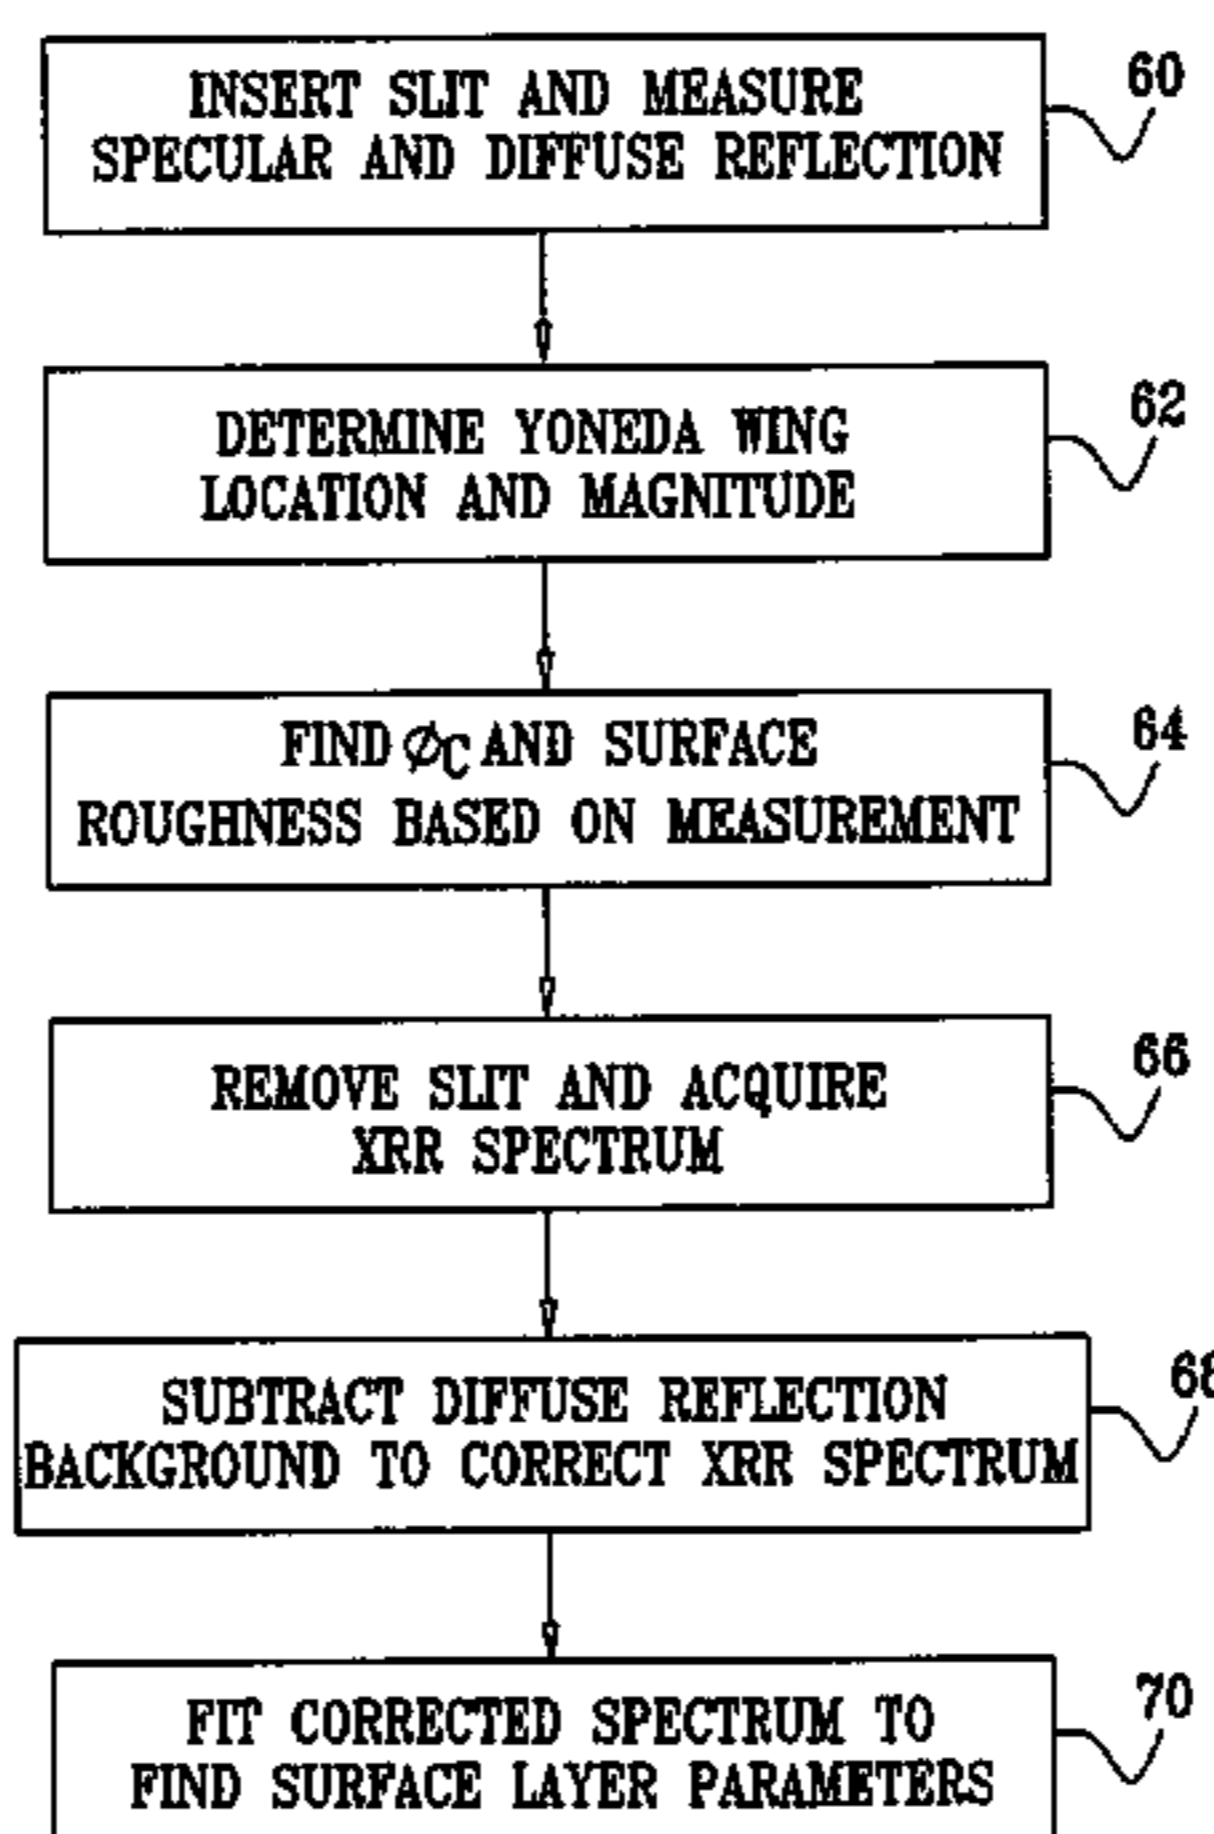 INSERT SLIT AND MEASURE
SPECULAR AND DIFFUSE REFLECTION
60
DETERMINE YONEDA WING
LOCATION AND MAGNITUDE
62
FIND ØC AND SURFACE
ROUGHNESS BASED ON MEASUREMENT
64
REMOVE SLIT AND ACQUIRE
XRR SPECTRUM
66
SUBTRACT DIFFUSE REFLECTION
BACKGROUND TO CORRECT XRR SPECTRUM
68
FIT CORRECTED SPECTRUM TO
FIND SURFACE LAYER PARAMETERS
70